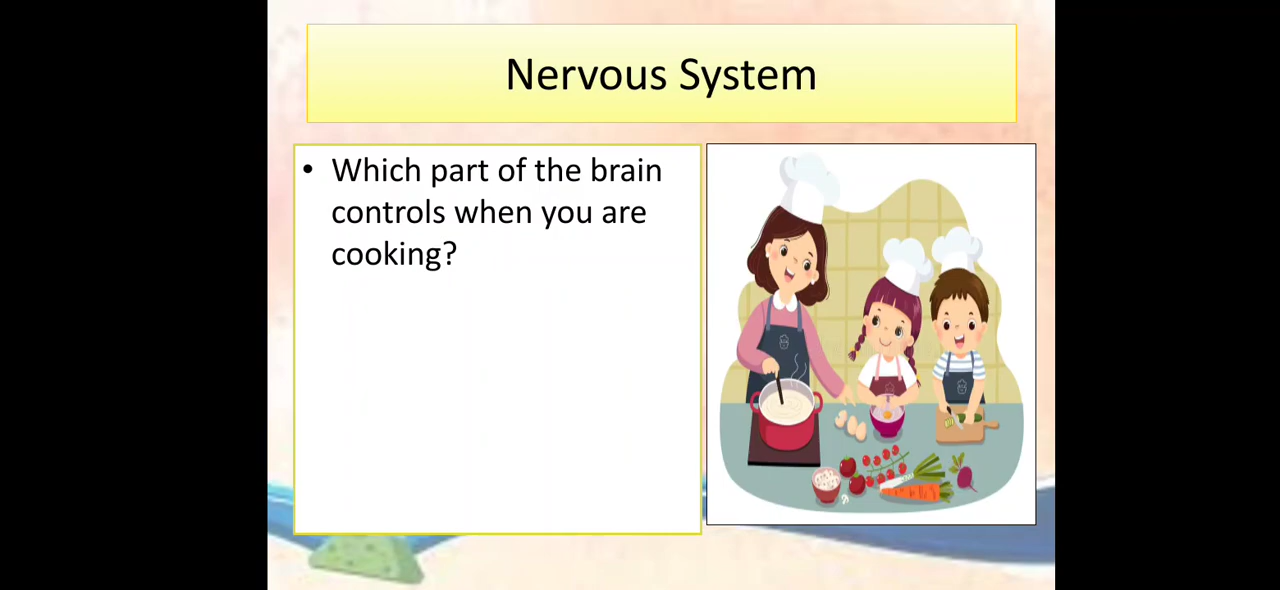 Nervous System
• Which part of the brain
controls when you are
cooking?